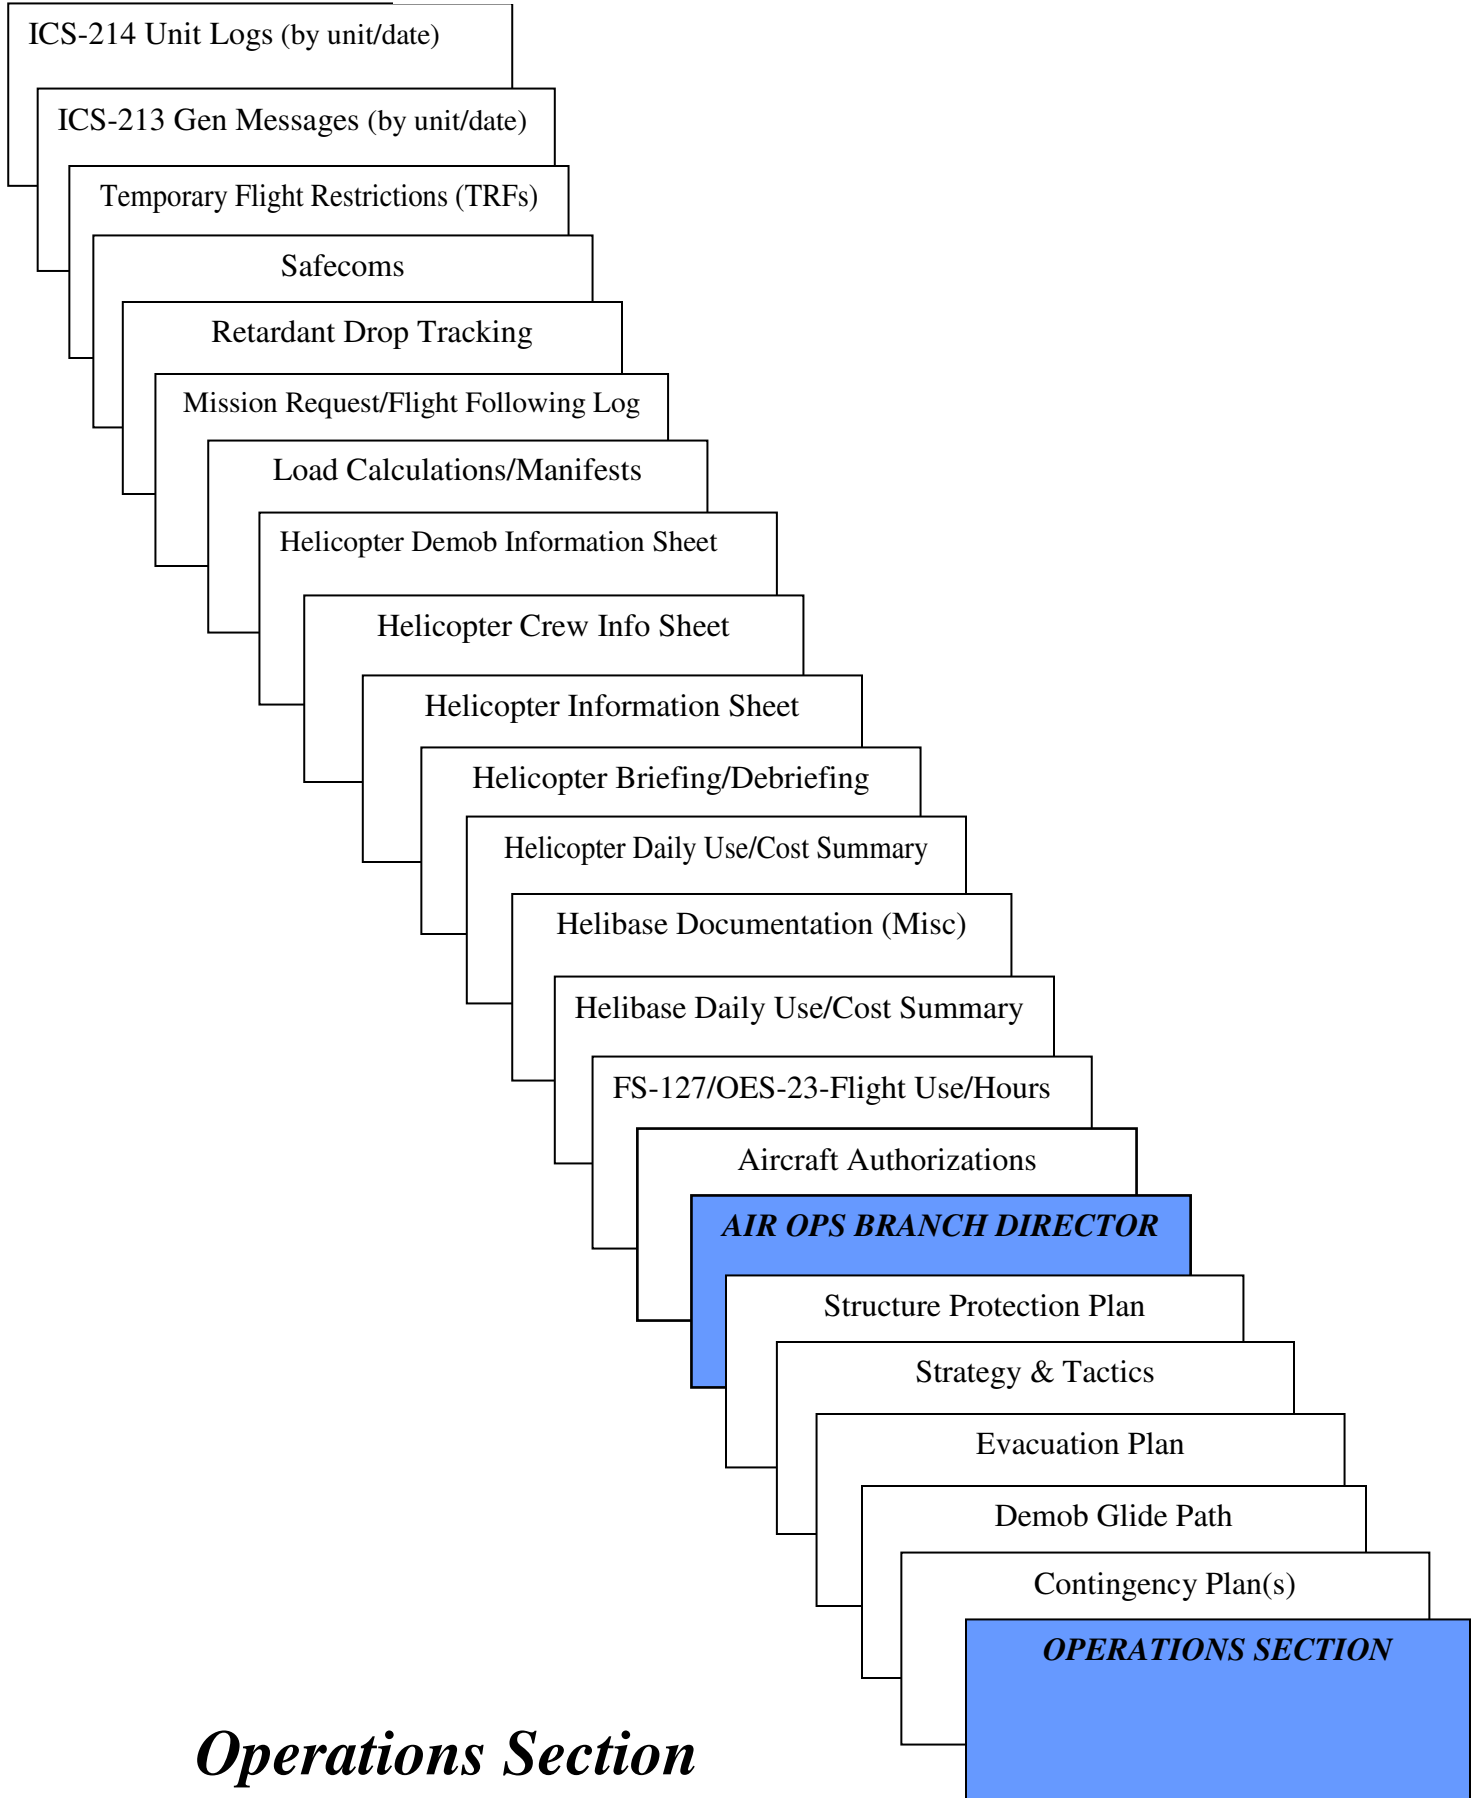 ICS-214 Unit Logs (by unit/date)
ICS-213 Gen Messages (by unit/date)
Temporary Flight Restrictions (TRFs)
Safecoms
Retardant Drop Tracking
Mission Request/Flight Following Log
Load Calculations/Manifests
Helicopter Demob Information Sheet
Helicopter Crew Info Sheet
Helicopter Information Sheet
Helicopter Briefing/Debriefing
Helicopter Daily Use/Cost Summary
Helibase Documentation (Misc)
Helibase Daily Use/Cost Summary
FS-127/OES-23-Flight Use/Hours
Aircraft Authorizations
AIR OPS BRANCH DIRECTOR
Structure Protection Plan
Strategy & Tactics
Evacuation Plan
Demob Glide Path
Contingency Plan(s)
OPERATIONS SECTION
Operations Section